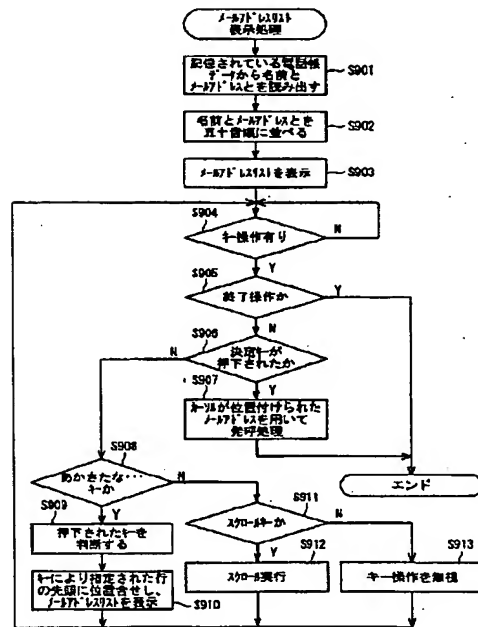 メールアドレスリスト
表示処理
記憶されている電話帳
データから名前と
メールアドレスとを読み出す
S901
名前とメールアドレスとを
五十音順に並べる
S902
メールアドレスリストを表示
S903
S904
キー操作有り
N
Y
S905
終了操作か
Y
N
S906
決定キーが
押下されたか
N
Y
S907
カーソルが位置付けられた
メールアドレスを用いて
発呼処理
エンド
S908
あかさたな…
キーか
N
Y
S909
押下されたキーを
判断する
キーにより指定された行
の先頭に位置合せし、
メールアドレスリストを表示
S910
S911
スクロールキーか
N
Y
S912
スクロール実行
S913
キー操作を無視